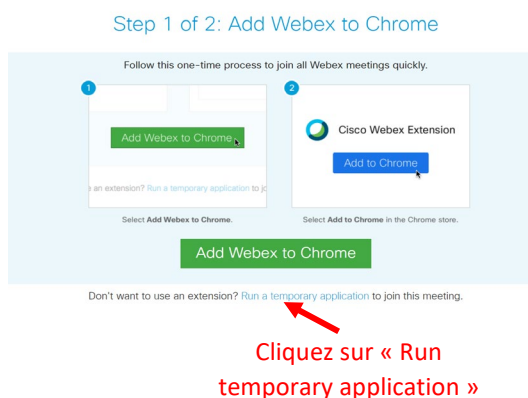 Step 1 of 2: Add Webex to Chrome
Follow this one-time process to join all Webex meetings quickly.
1
Add Webex to Chrome
an extension? Run a temporary application to jo
Select Add Webex to Chrome.
2
Cisco Webex Extension
Add to Chrome
Select Add to Chrome in the Chrome store.
Add Webex to Chrome
Don't want to use an extension? Run a temporary application to join this meeting.
Cliquez sur « Run
temporary application »